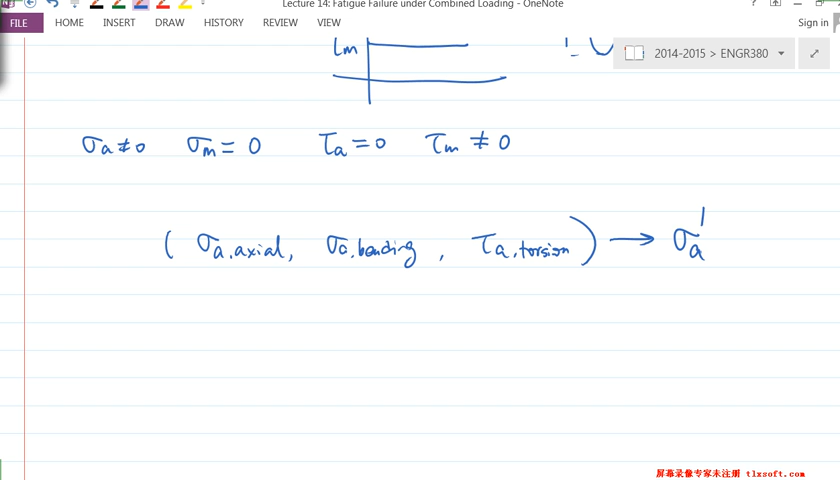 Lecture 14: Fatigue Failure under Combined Loading - OneNote
FILE HOME INSERT DRAW HISTORY REVIEW VIEW Sign in
2014-2015 > ENGR380
τm
σa ≠ 0 σm = 0 τa = 0 τm ≠ 0
( σa,axial, σa,bending, τa,torsion ) → σa'
屏幕录像专家未注册 tlxsoft.com